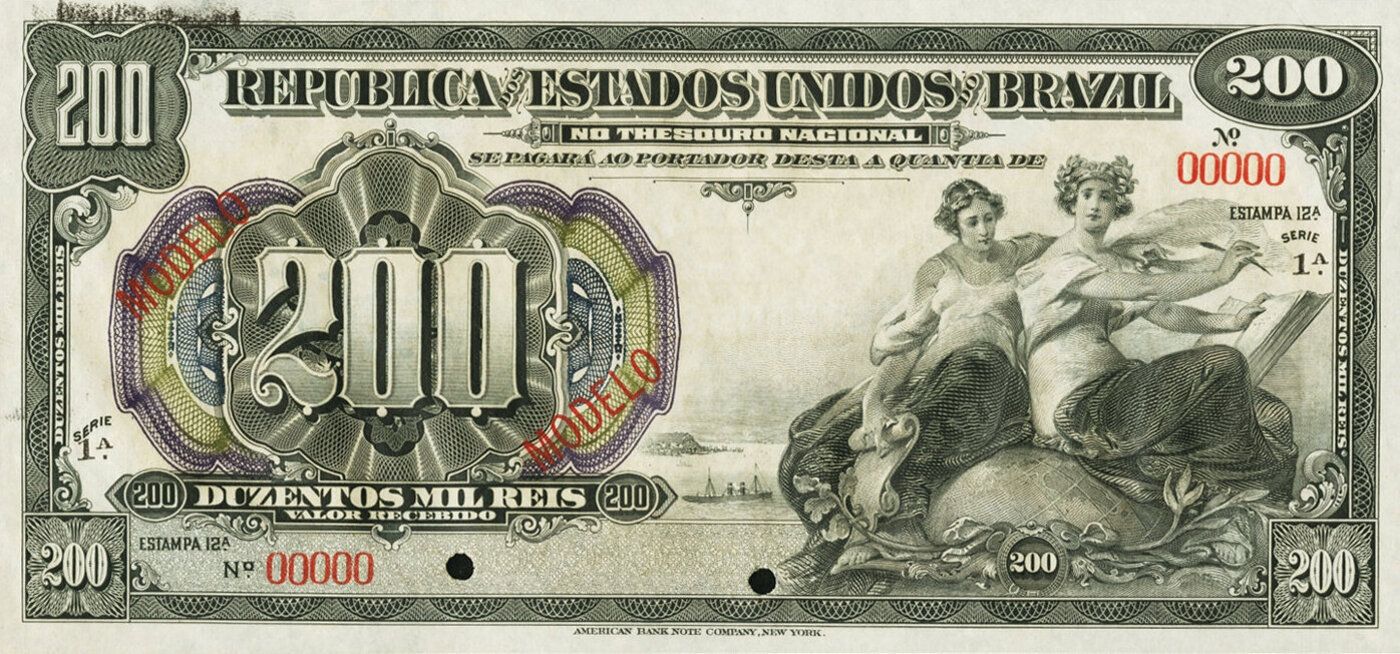 200
REPUBLICA DOS ESTADOS UNIDOS DO BRAZIL
200
NO THESOURO NACIONAL
SE PAGARÁ AO PORTADOR DESTA A QUANTIA DE
Nº
00000
ESTAMPA 12A
SERIE
1A.
MODELO
200
MODELO
DUZENTOS MIL REIS
DUZENTOS MIL REIS
SERIE
1A.
200 DUZENTOS MIL REIS 200
VALOR RECEBIDO
200
ESTAMPA 12A
Nº 00000
200
200
AMERICAN BANK NOTE COMPANY, NEW YORK.